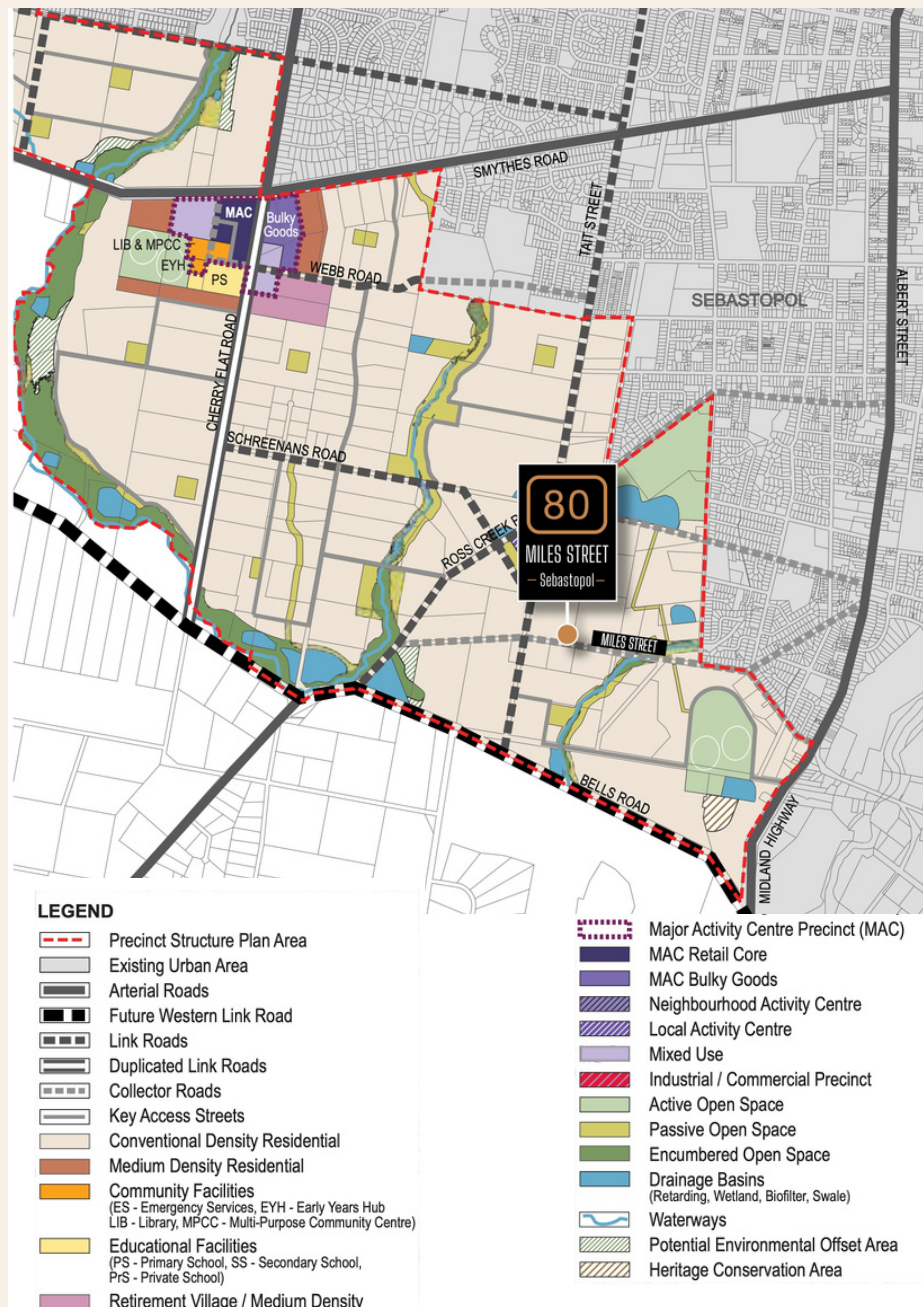 SMYTHES ROAD
TAIT STREET
MAC
Bulky
Goods
LIB & MPCC
EYH
PS
WEBB ROAD
SEBASTOPOL
ALBERT STREET
CHERRY FLAT ROAD
SCHREENANS ROAD
80
MILES STREET
– Sebastopol –
ROSS CREEK
MILES STREET
BELLS ROAD
MIDLAND HIGHWAY
LEGEND
Precinct Structure Plan Area
Existing Urban Area
Arterial Roads
Future Western Link Road
Link Roads
Duplicated Link Roads
Collector Roads
Key Access Streets
Conventional Density Residential
Medium Density Residential
Community Facilities
(ES - Emergency Services, EYH - Early Years Hub
LIB - Library, MPCC - Multi-Purpose Community Centre)
Educational Facilities
(PS - Primary School, SS - Secondary School,
PrS - Private School)
Retirement Village / Medium Density
Major Activity Centre Precinct (MAC)
MAC Retail Core
MAC Bulky Goods
Neighbourhood Activity Centre
Local Activity Centre
Mixed Use
Industrial / Commercial Precinct
Active Open Space
Passive Open Space
Encumbered Open Space
Drainage Basins
(Retarding, Wetland, Biofilter, Swale)
Waterways
Potential Environmental Offset Area
Heritage Conservation Area